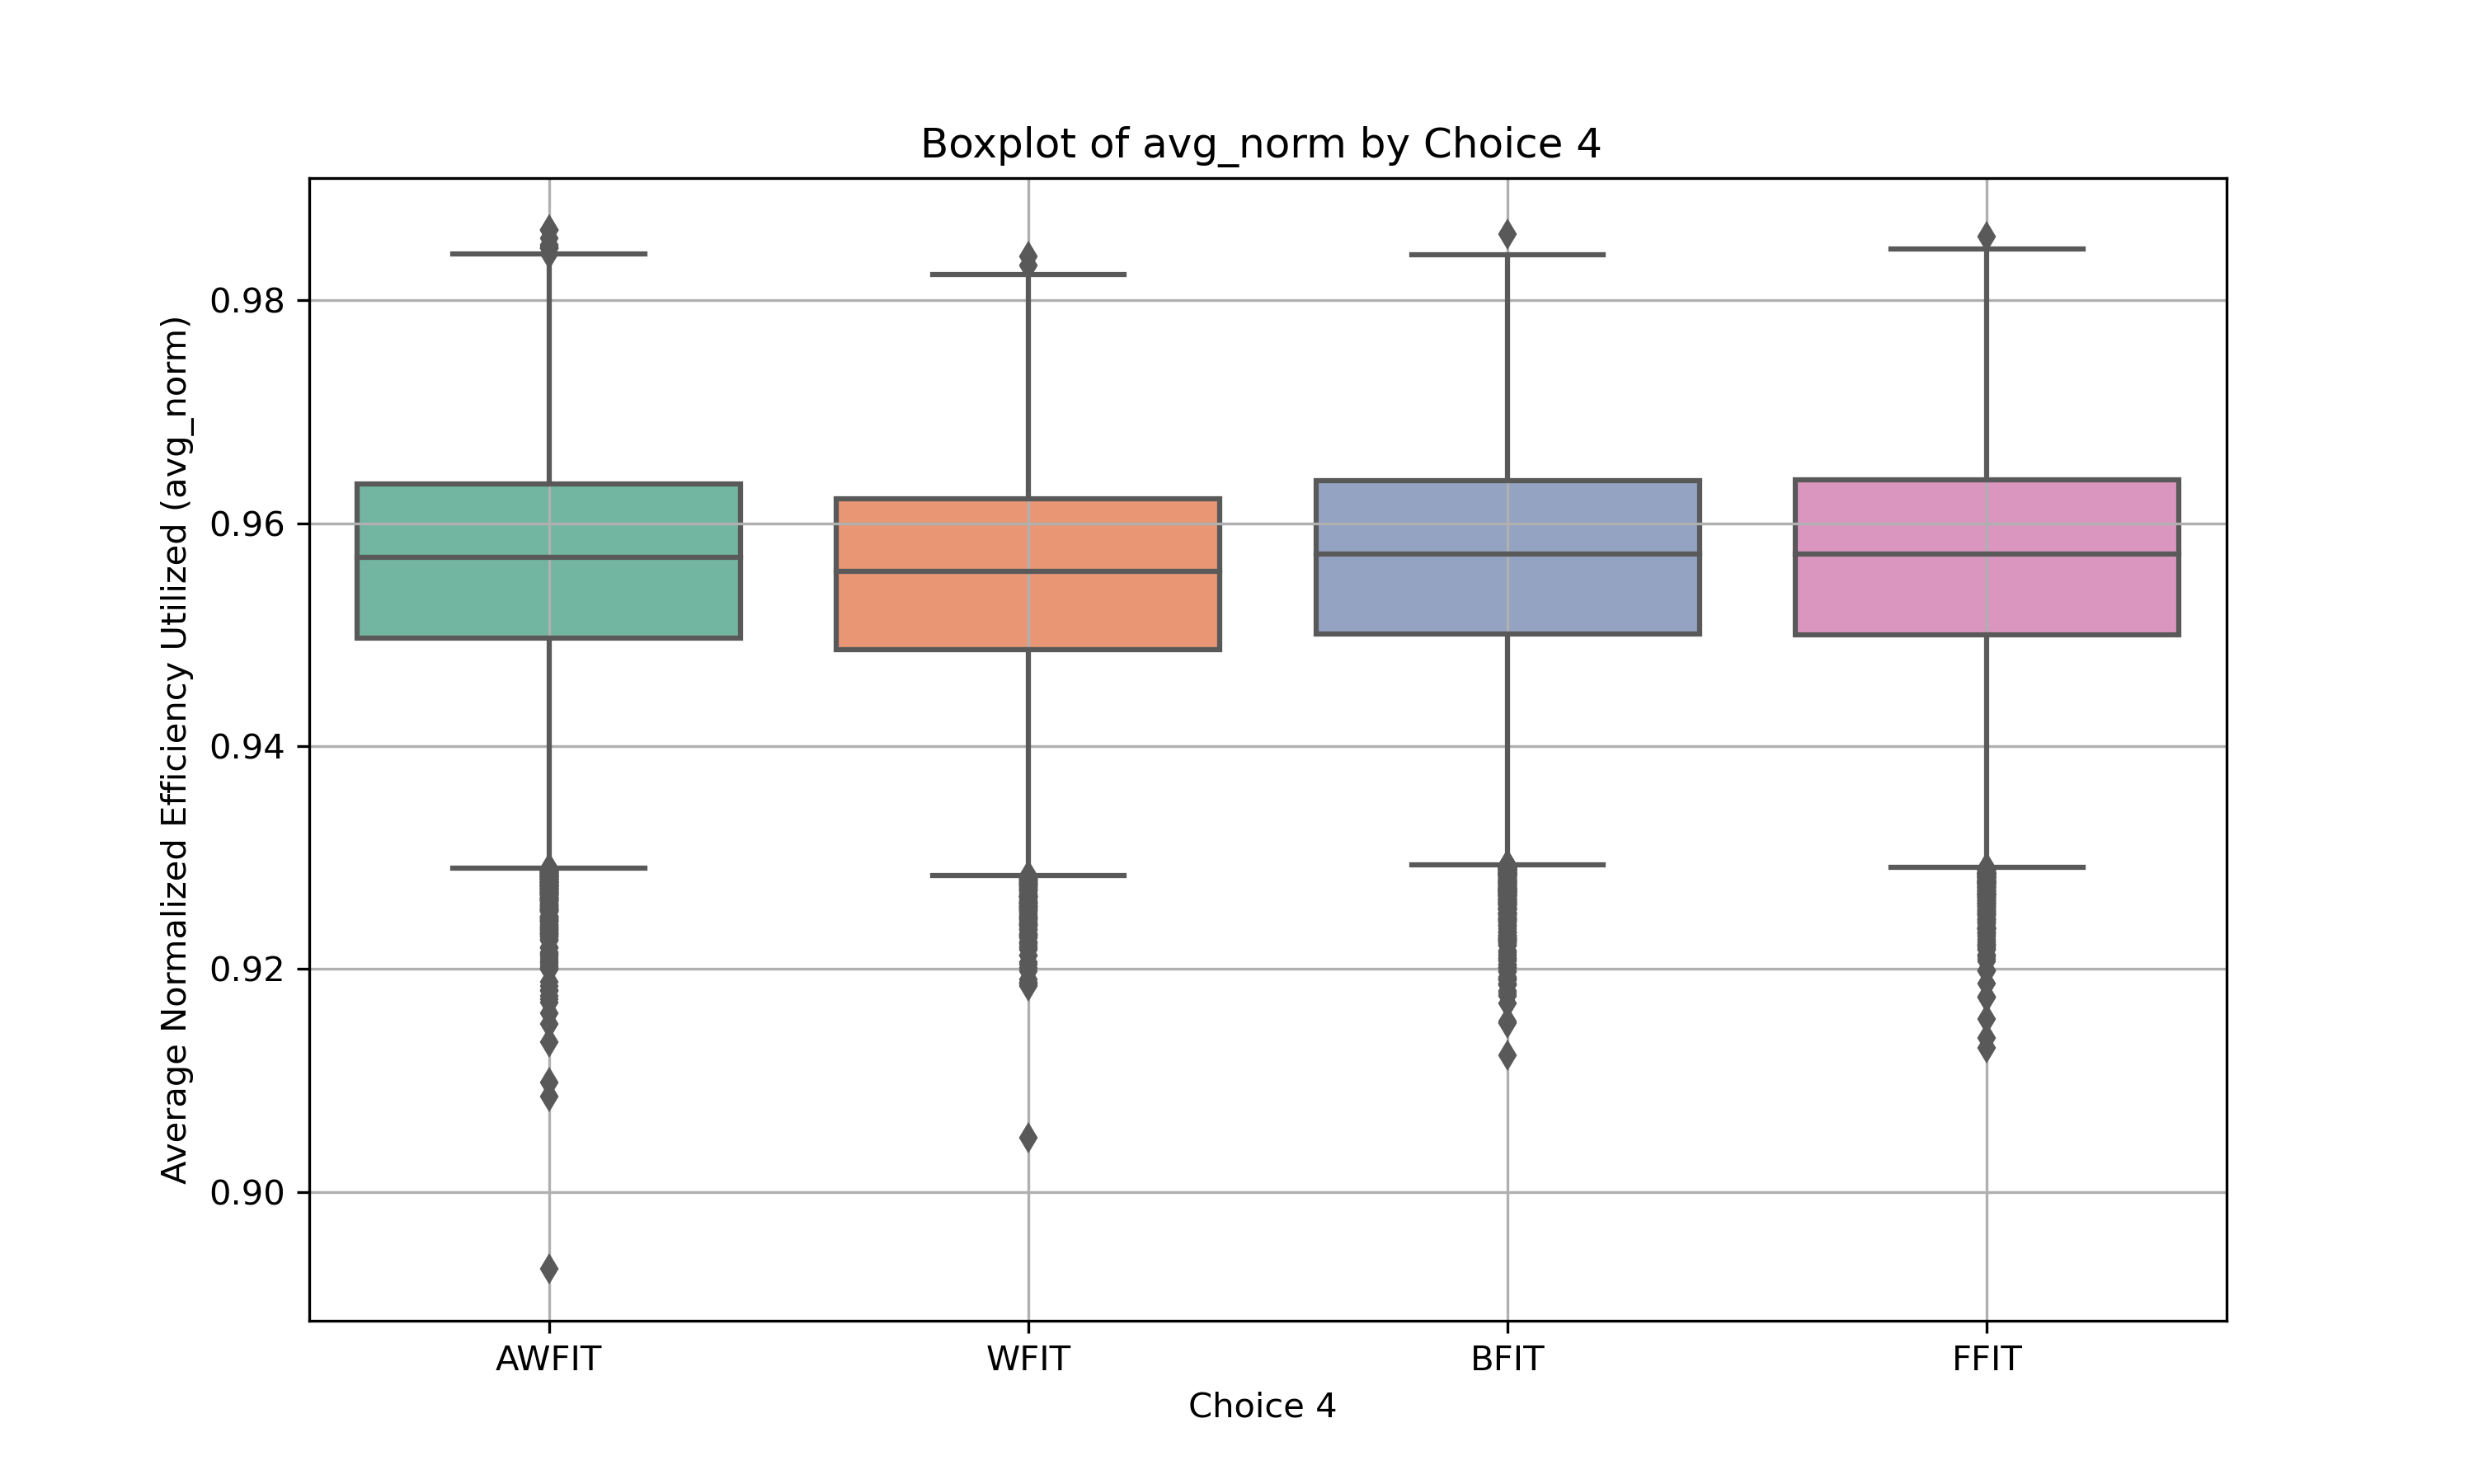 Boxplot of avg_norm by Choice 4
Average Normalized Efficiency Utilized (avg_norm)
0.98
0.96
0.94
0.92
0.90
AWFIT
WFIT
BFIT
FFIT
Choice 4